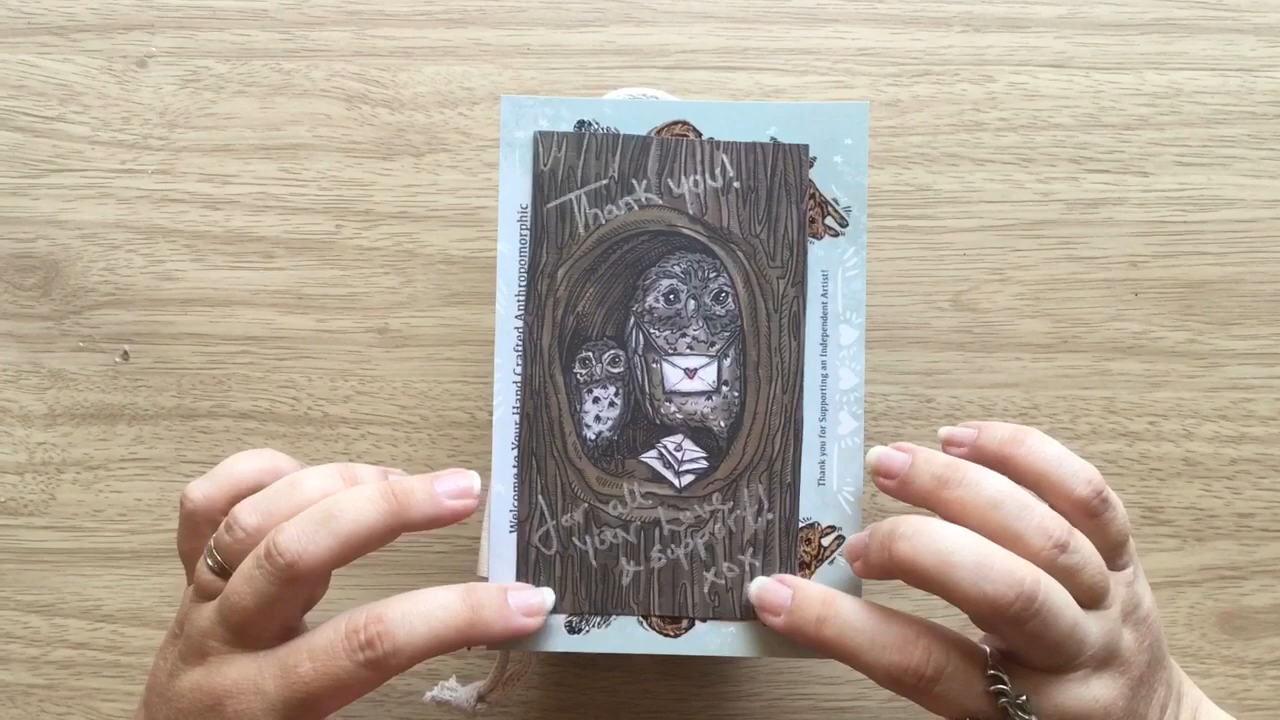 Thank you!
for all
your love
& support!
xox
Welcome to Your Hand Crafted Anthropomorphic
Thank you for Supporting an Independent Artist!